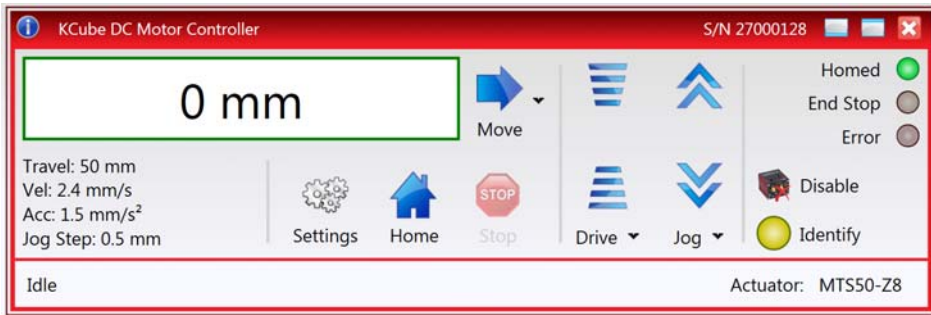 KCube DC Motor Controller
S/N 27000128
0 mm
Move
Homed
End Stop
Error
Travel: 50 mm
Vel: 2.4 mm/s
Acc: 1.5 mm/s²
Jog Step: 0.5 mm
Settings
Home
STOP
Stop
Drive
Jog
Disable
Identify
Idle
Actuator: MTS50-Z8